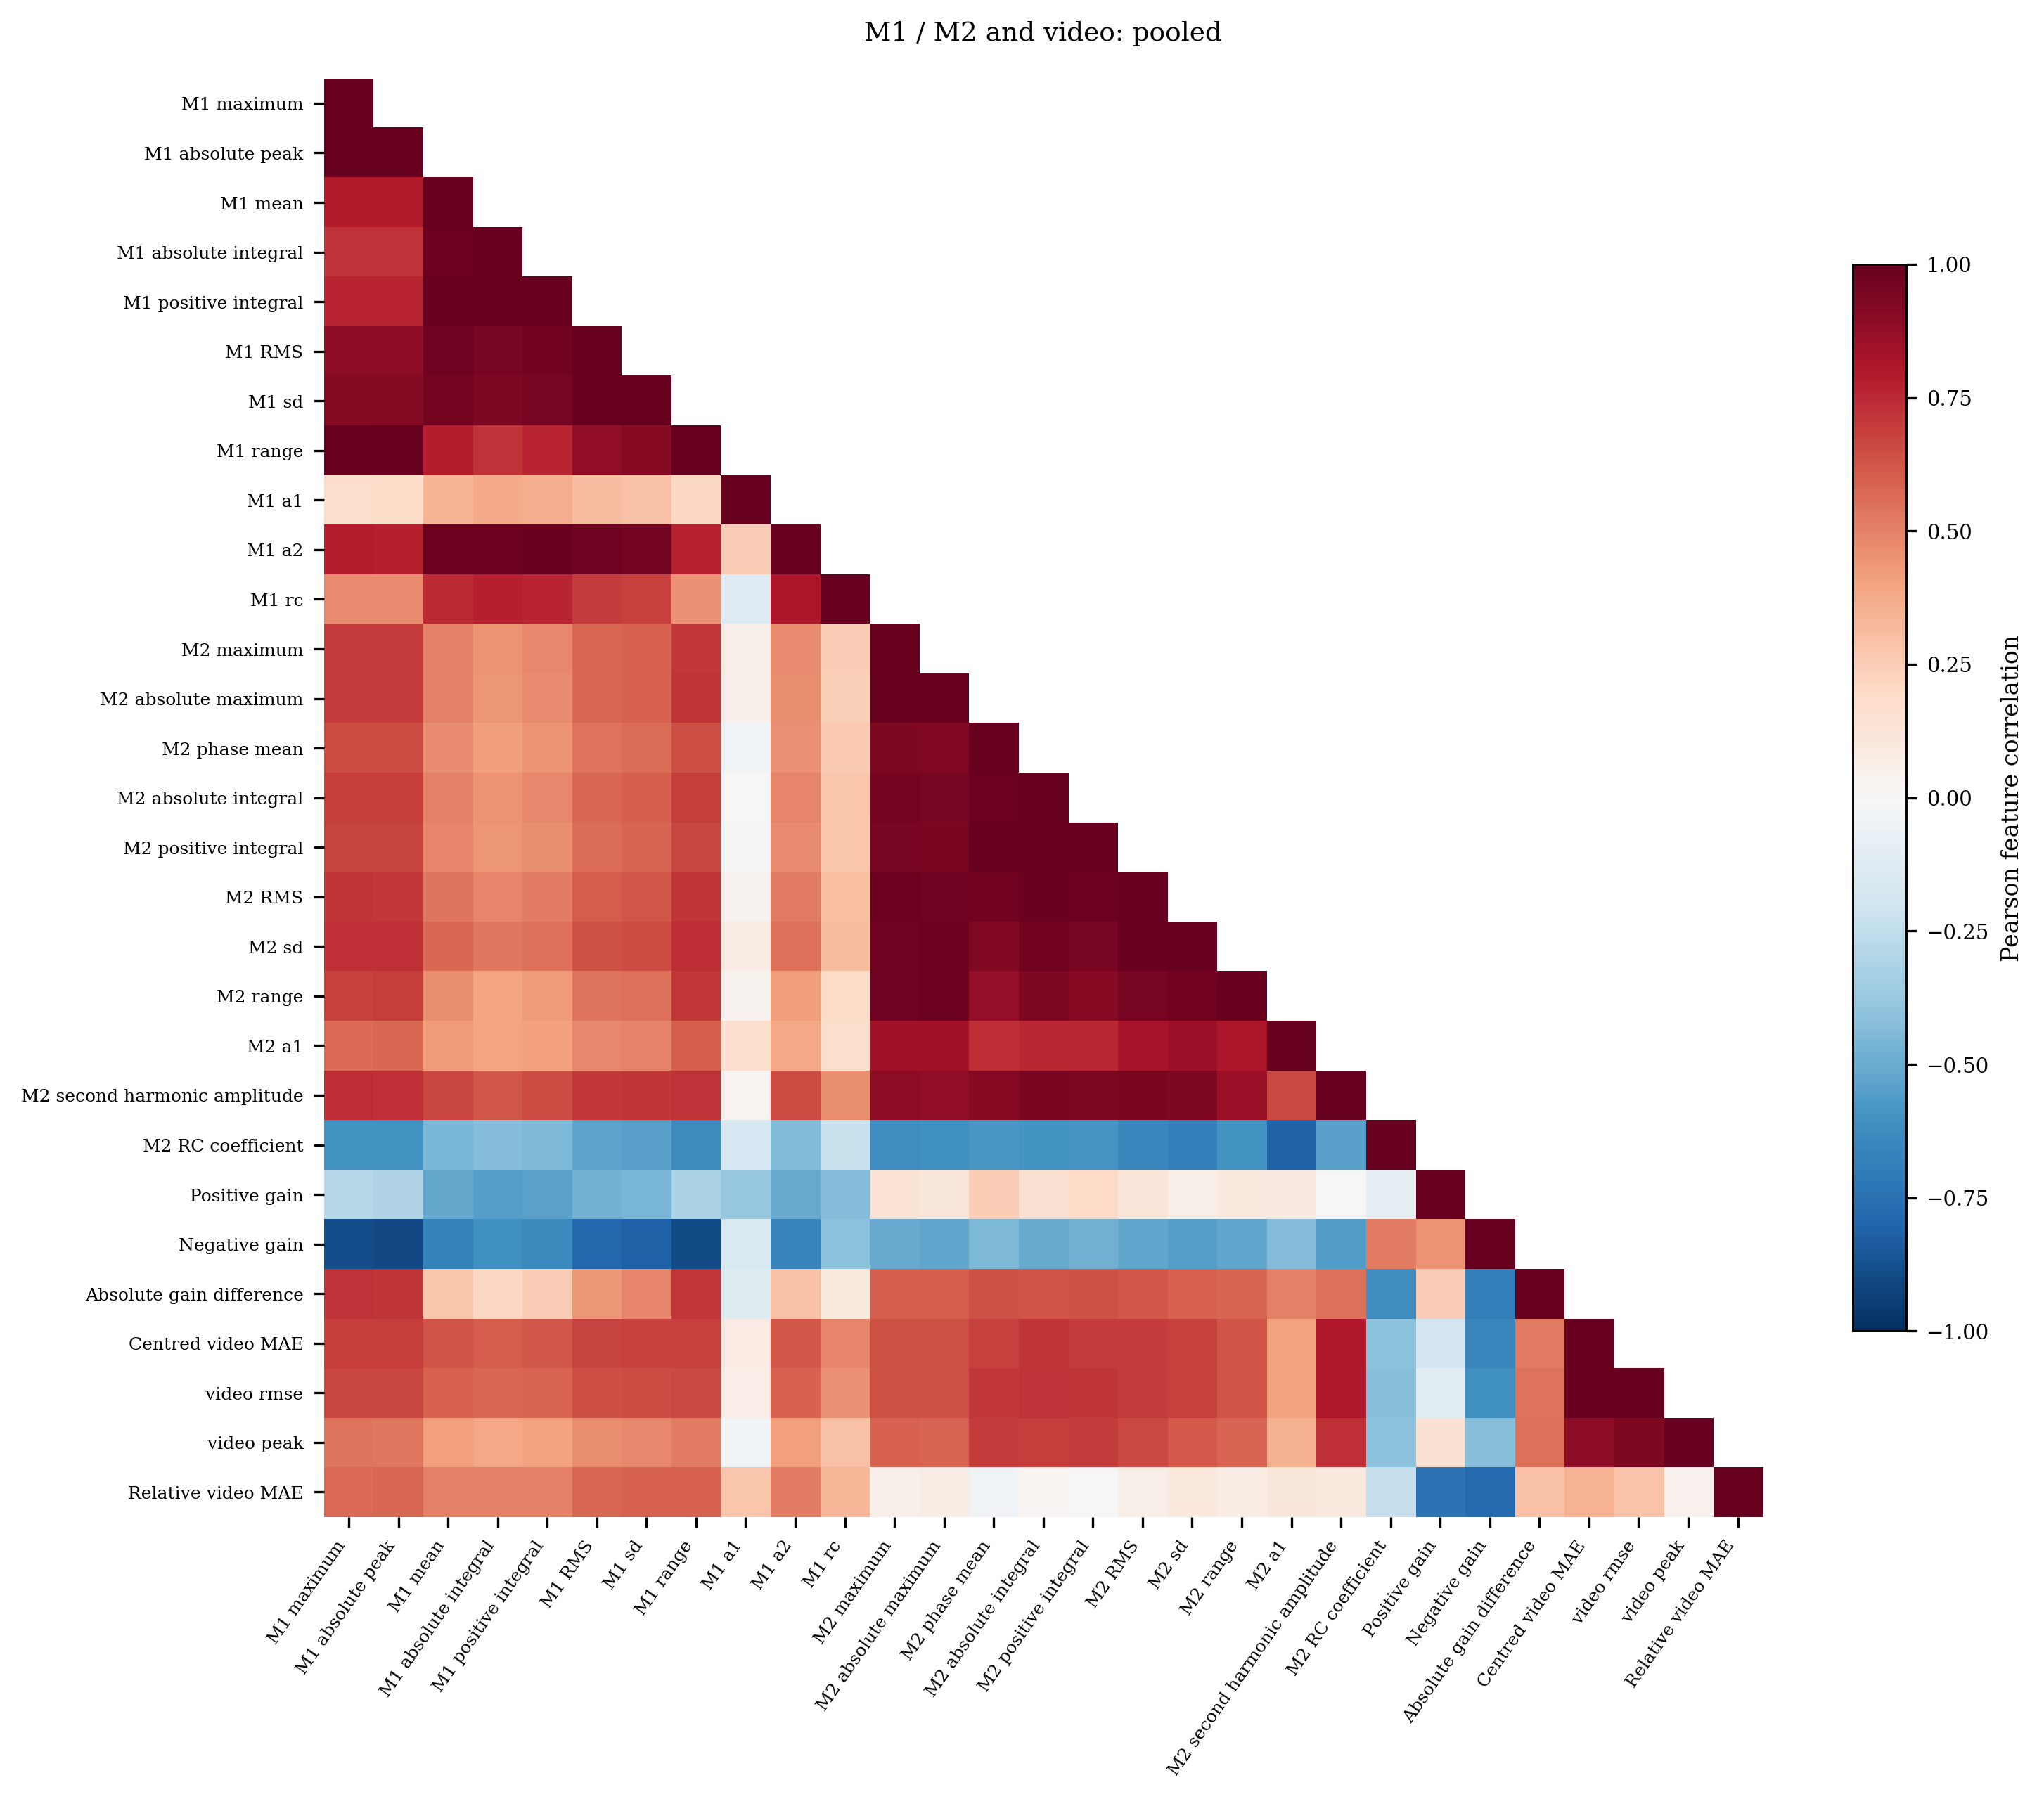 M1 / M2 and video: pooled
M1 maximum
M1 absolute peak
M1 mean
M1 absolute integral
M1 positive integral
M1 RMS
M1 sd
M1 range
M1 a1
M1 a2
M1 rc
M2 maximum
M2 absolute maximum
M2 phase mean
M2 absolute integral
M2 positive integral
M2 RMS
M2 sd
M2 range
M2 a1
M2 second harmonic amplitude
M2 RC coefficient
Positive gain
Negative gain
Absolute gain difference
Centred video MAE
video rmse
video peak
Relative video MAE
M1 maximum
M1 absolute peak
M1 mean
M1 absolute integral
M1 positive integral
M1 RMS
M1 sd
M1 range
M1 a1
M1 a2
M1 rc
M2 maximum
M2 absolute maximum
M2 phase mean
M2 absolute integral
M2 positive integral
M2 RMS
M2 sd
M2 range
M2 a1
M2 second harmonic amplitude
M2 RC coefficient
Positive gain
Negative gain
Absolute gain difference
Centred video MAE
video rmse
video peak
Relative video MAE
1.00
0.75
0.50
0.25
0.00
−0.25
−0.50
−0.75
−1.00
Pearson feature correlation